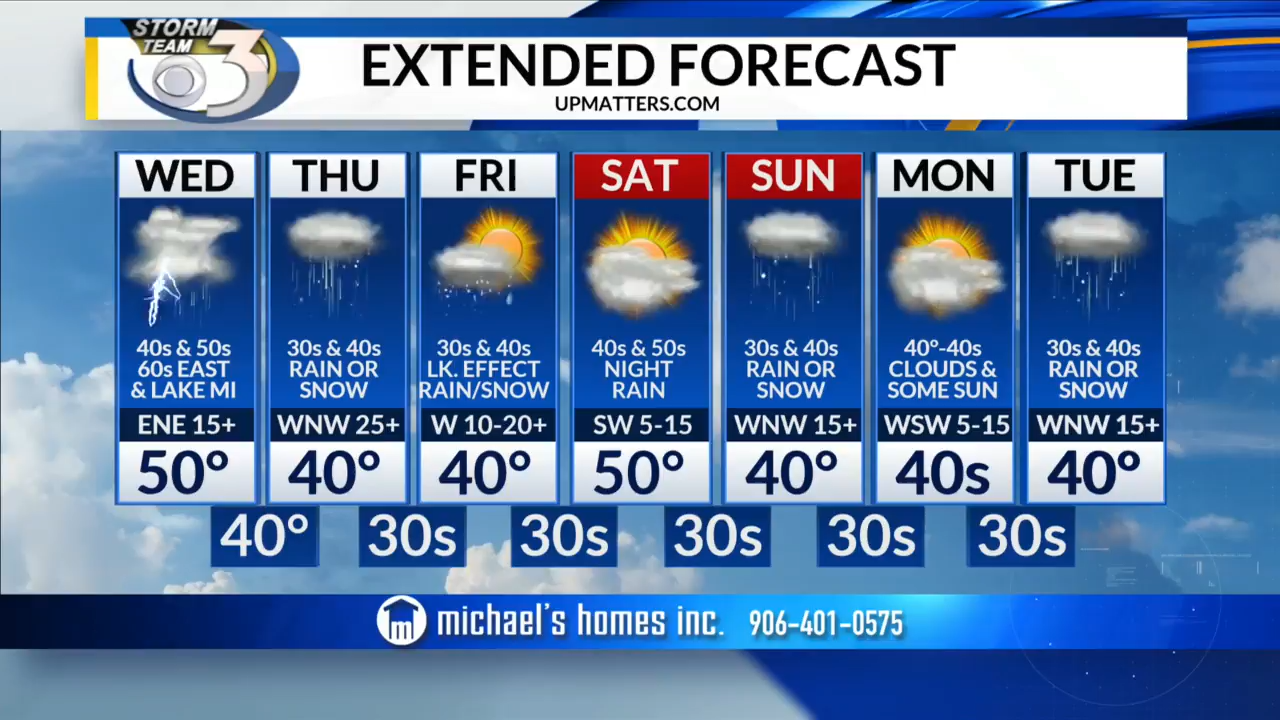 STORM
TEAM
3
EXTENDED FORECAST
UPMATTERS.COM
WED
40s & 50s
60s EAST
& LAKE MI
ENE 15+
50°
THU
30s & 40s
RAIN OR
SNOW
WNW 25+
40°
FRI
30s & 40s
LK. EFFECT
RAIN/SNOW
W 10-20+
40°
SAT
40s & 50s
NIGHT
RAIN
SW 5-15
50°
SUN
30s & 40s
RAIN OR
SNOW
WNW 15+
40°
MON
40°-40s
CLOUDS &
SOME SUN
WSW 5-15
40s
TUE
30s & 40s
RAIN OR
SNOW
WNW 15+
40°
40° 30s 30s 30s 30s 30s
m michael's homes inc. 906-401-0575